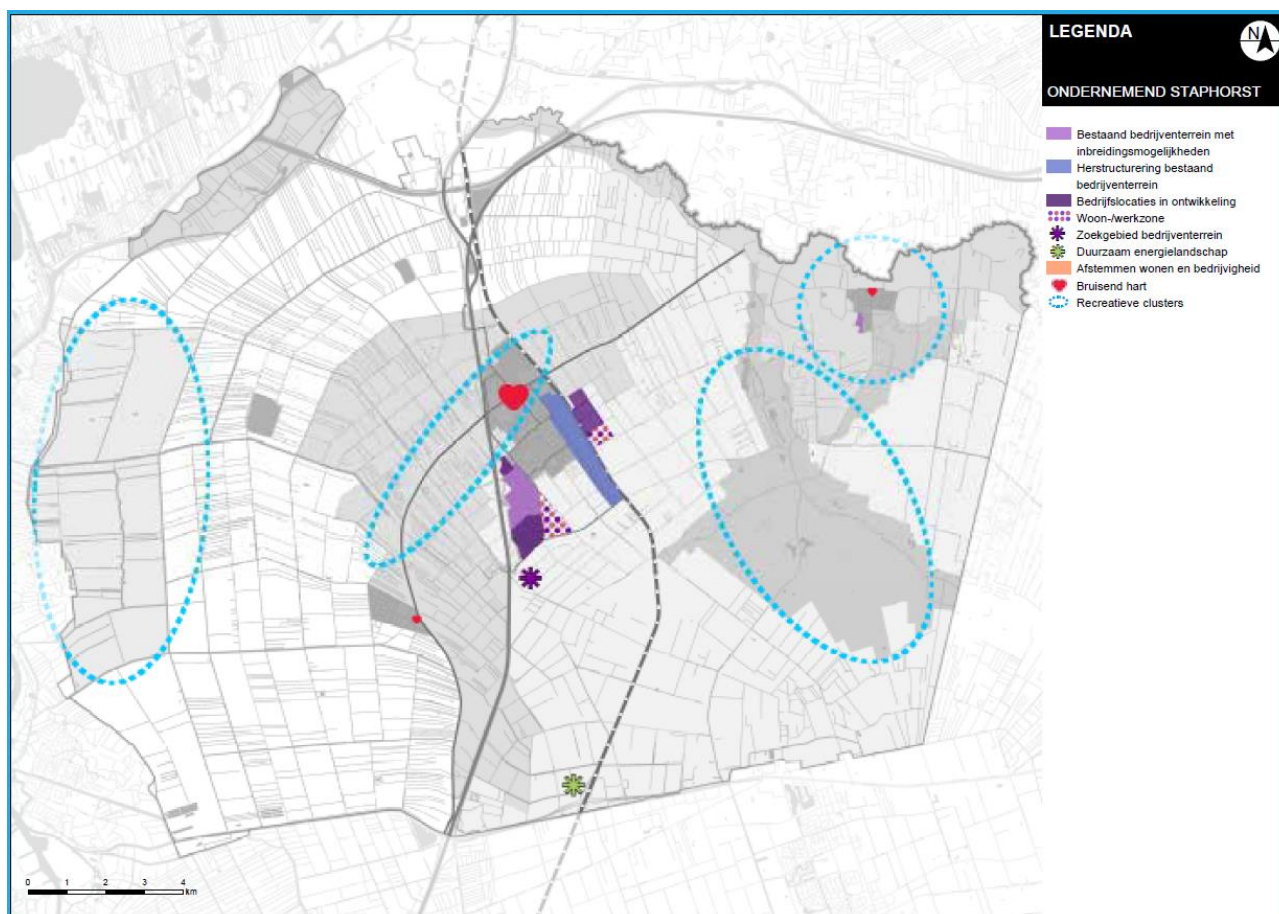 LEGENDA
N
ONDERNEMEND STAPHORST
Bestaand bedrijventerrein met
inbreidingsmogelijkheden
Herstructurering bestaand
bedrijventerrein
Bedrijfslocaties in ontwikkeling
Woon-/werkzone
Zoekgebied bedrijventerrein
Duurzaam energielandschap
Afstemmen wonen en bedrijvigheid
Bruisend hart
Recreatieve clusters
0 1 2 3 4
km